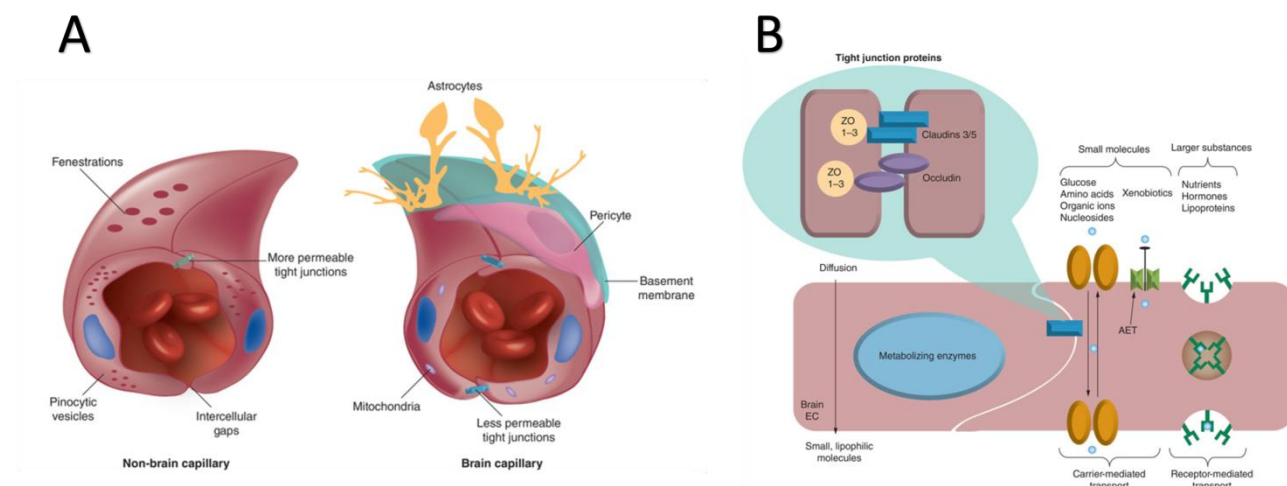 A
Astrocytes
Fenestrations
Pericyte
More permeable
tight junctions
Basement
membrane
Pinocytic
vesicles
Intercellular
gaps
Mitochondria
Less permeable
tight junctions
Non-brain capillary
Brain capillary
B
Tight junction proteins
ZO
1–3
Claudins 3/5
ZO
1–3
Occludin
Small molecules
Larger substances
Glucose
Amino acids
Organic ions
Nucleosides
Xenobiotics
Nutrients
Hormones
Lipoproteins
Diffusion
AET
Metabolizing enzymes
Brain
EC
Small, lipophilic
molecules
Carrier-mediated
transport
Receptor-mediated
transport